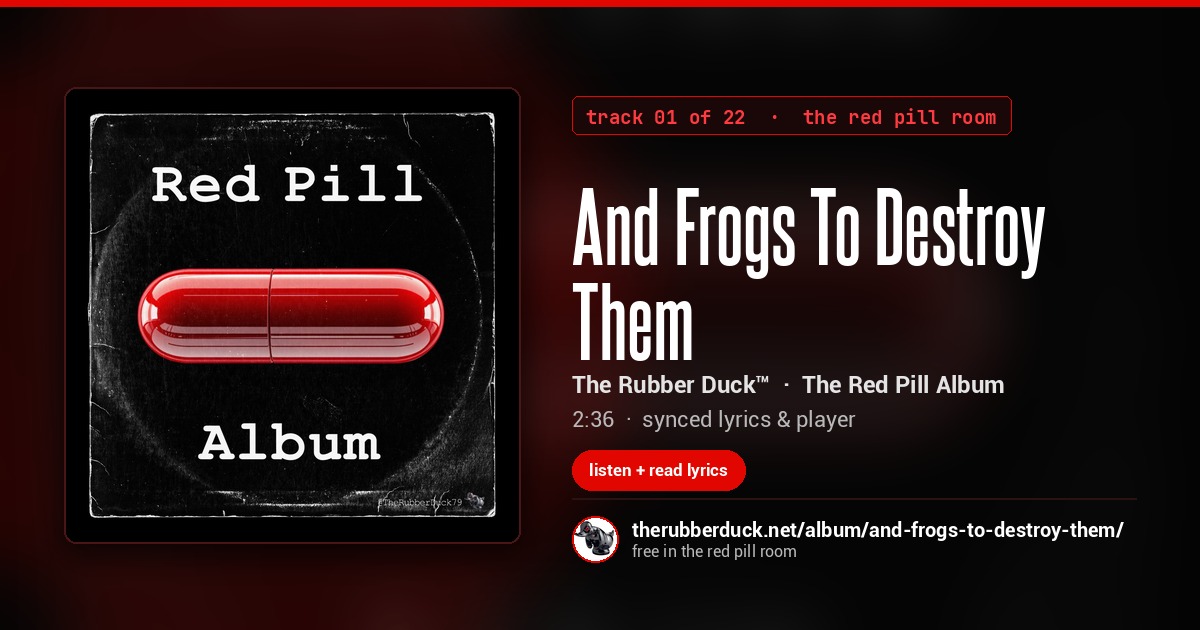 Red Pill
Album
#TheRubberDuck79
track 01 of 22 · the red pill room
And Frogs To Destroy
Them
The Rubber Duck™ · The Red Pill Album
2:36 · synced lyrics & player
listen + read lyrics
therubberduck.net/album/and-frogs-to-destroy-them/
free in the red pill room